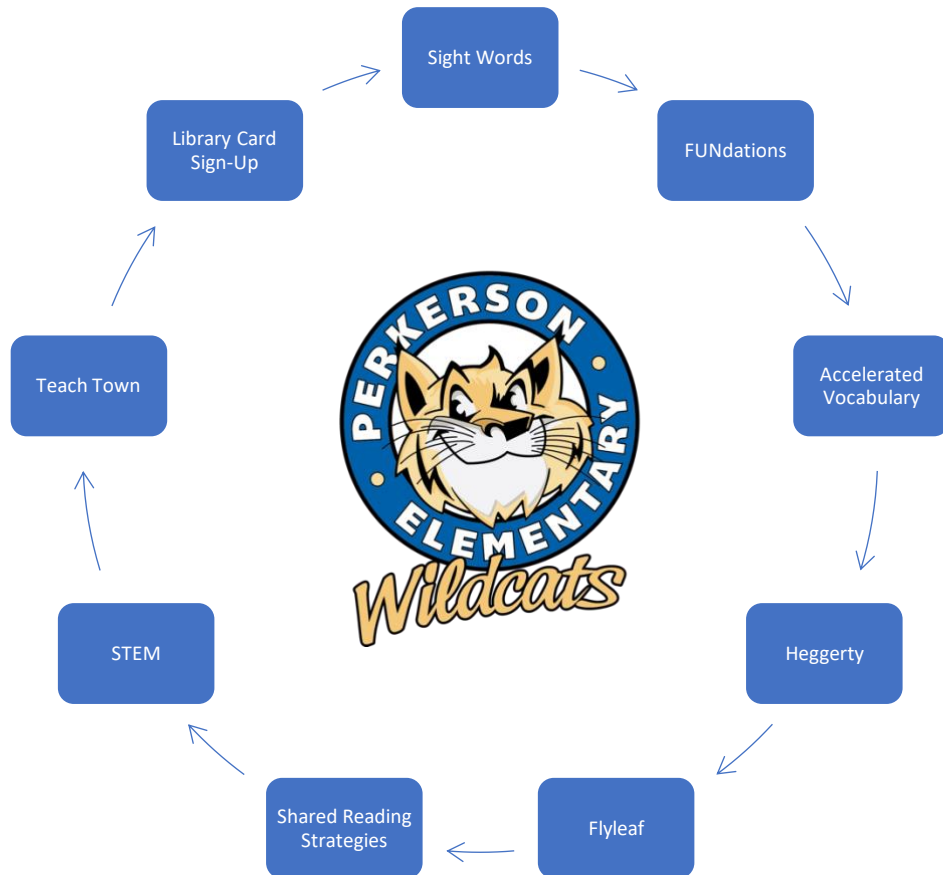 Sight Words
FUNdations
Accelerated
Vocabulary
Heggerty
Flyleaf
Shared Reading
Strategies
STEM
Teach Town
Library Card
Sign-Up
PERKERSON
ELEMENTARY
Wildcats